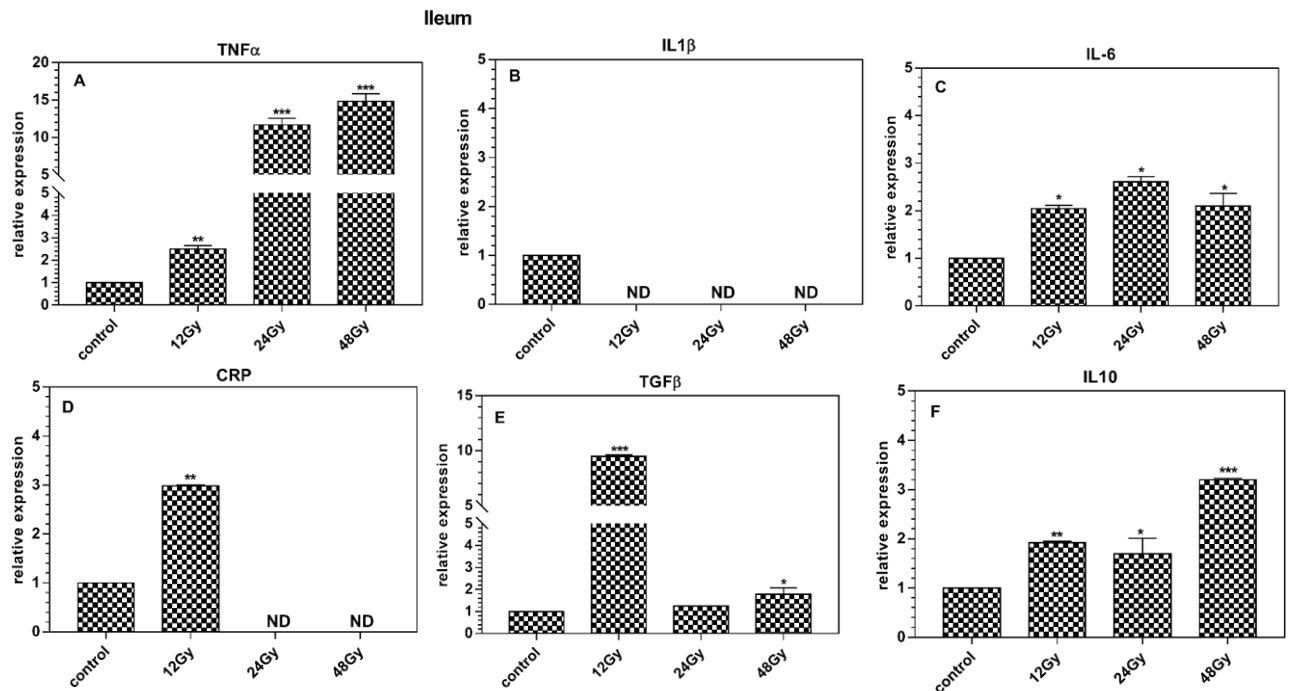 Ileum
TNFα
A
relative expression
20
15
10
5
5
4
3
2
1
0
**
***
***
control
12Gy
24Gy
48Gy
IL1β
B
relative expression
5
4
3
2
1
0
ND
ND
ND
control
12Gy
24Gy
48Gy
IL-6
C
relative expression
5
4
3
2
1
0
*
*
*
control
12Gy
24Gy
48Gy
CRP
D
relative expression
5
4
3
2
1
0
**
ND
ND
control
12Gy
24Gy
48Gy
TGFβ
E
relative expression
15
10
5
5
4
3
2
1
0
***
*
control
12Gy
24Gy
48Gy
IL10
F
relative expression
5
4
3
2
1
0
**
*
***
control
12Gy
24Gy
48Gy